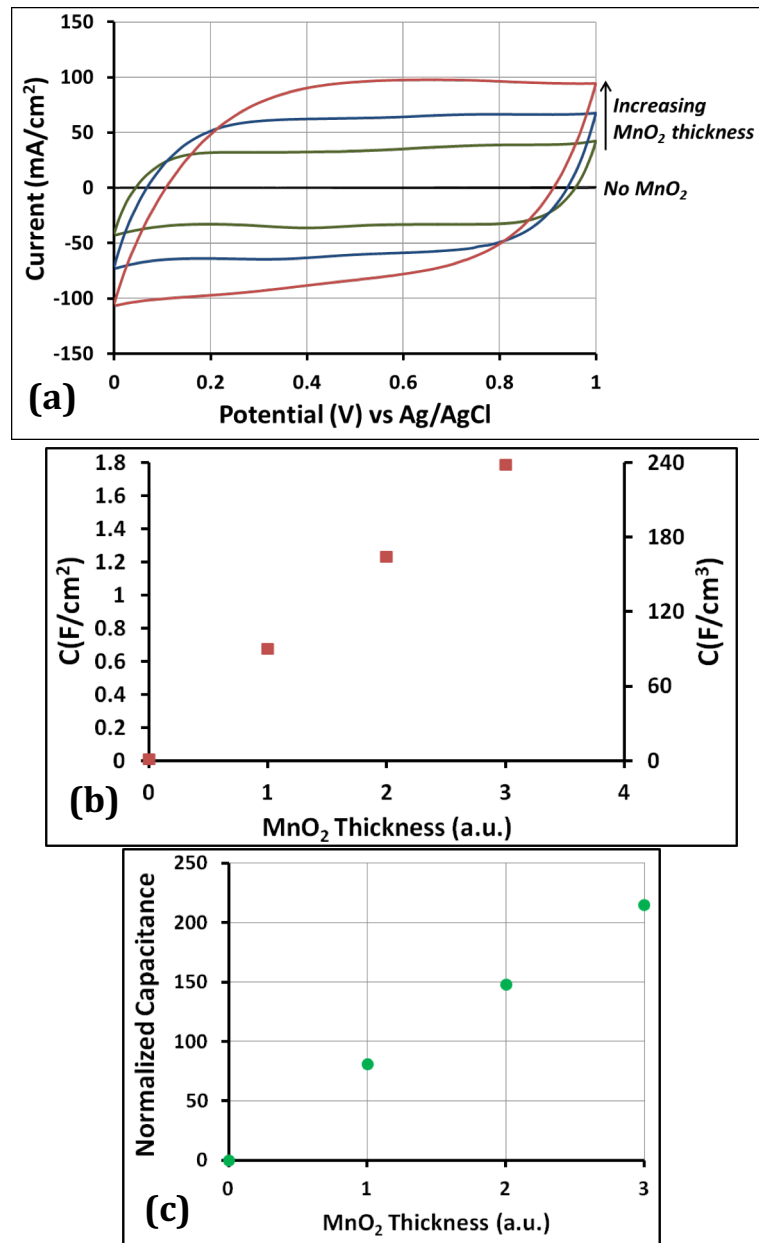 150
100
50
0
-50
-100
-150
Current (mA/cm²)
Increasing
MnO₂ thickness
No MnO₂
0 0.2 0.4 0.6 0.8 1
Potential (V) vs Ag/AgCl
(a)
1.8
1.6
1.4
1.2
1
0.8
0.6
0.4
0.2
0
C(F/cm²)
240
180
120
60
0
C(F/cm³)
0 1 2 3 4
MnO₂ Thickness (a.u.)
(b)
250
200
150
100
50
0
Normalized Capacitance
0 1 2 3
MnO₂ Thickness (a.u.)
(c)